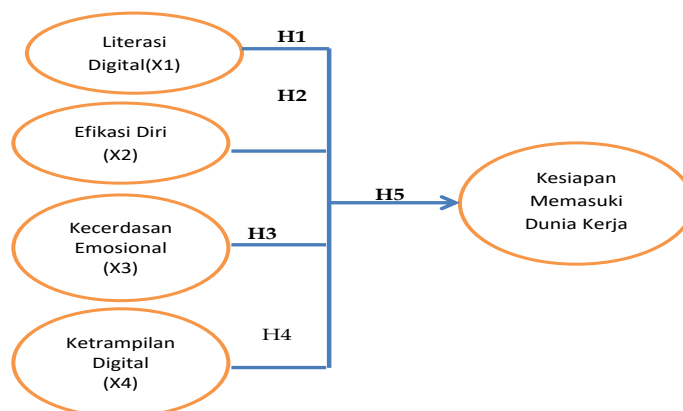 Literasi
Digital(X1)
H1
H2
Efikasi Diri
(X2)
Kecerdasan
Emosional
(X3)
H3
Ketrampilan
Digital
(X4)
H4
H5
Kesiapan
Memasuki
Dunia Kerja